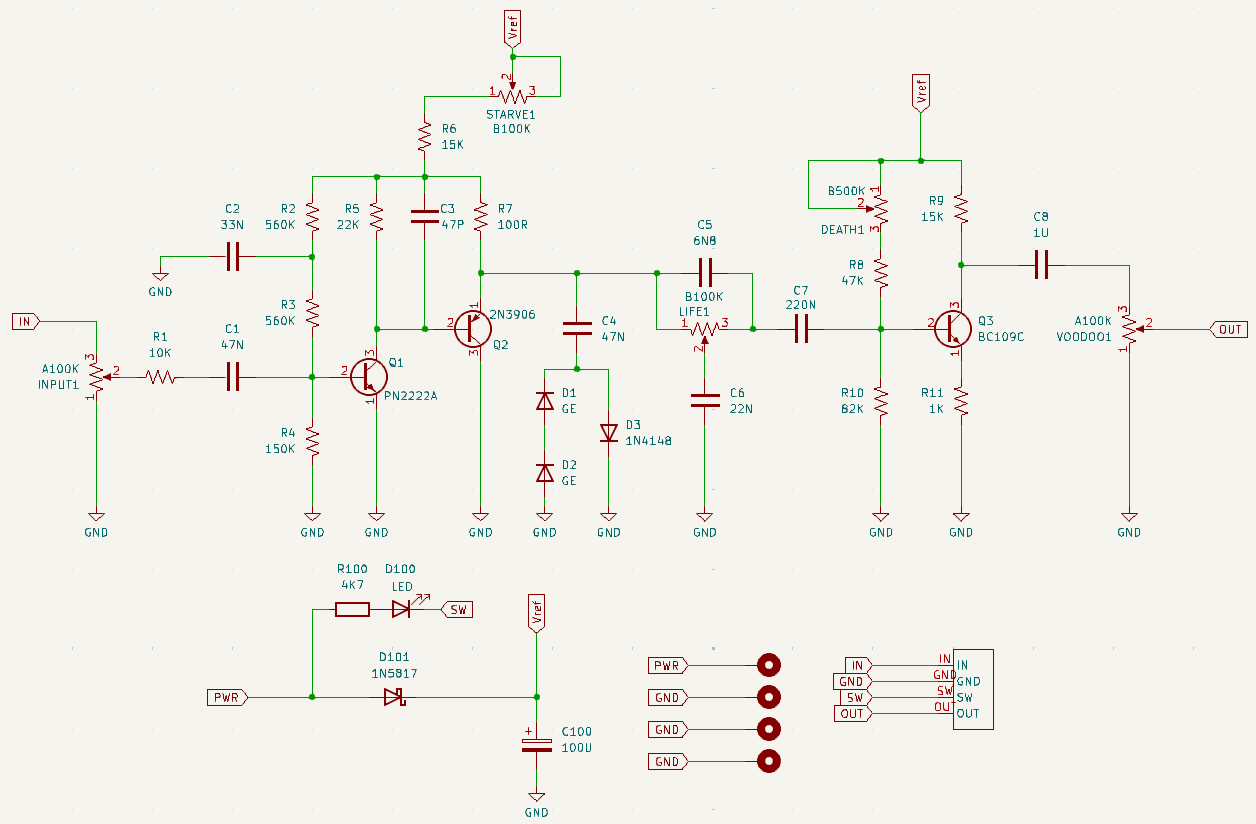 Vref
2
1
3
STARVE1
B100K
R6
15K
C2
33N
R2
560K
R5
22K
C3
47P
R7
100R
GND
IN
R3
560K
R1
10K
C1
47N
A100K
INPUT1
3
2
1
2
3
1
Q1
PN2222A
R4
150K
2
1
3
2N3906
Q2
C4
47N
D1
GE
D2
GE
D3
1N4148
C5
6N8
B100K
LIFE1
1
3
2
C6
22N
C7
220N
Vref
B500K
1
2
3
DEATH1
R8
47K
R9
15K
2
3
1
Q3
BC109C
C8
1U
A100K
VOODOO1
3
2
1
OUT
R10
82K
R11
1K
GND
GND
GND
GND
GND
GND
GND
GND
GND
GND
R100
4K7
D100
LED
SW
Vref
D101
1N5817
PWR
+
C100
100U
GND
PWR
GND
GND
GND
IN
IN
IN
GND
GND
GND
SW
SW
SW
OUT
OUT
OUT